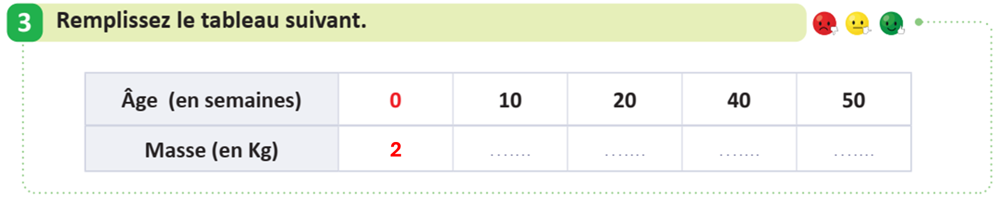 3 Remplissez le tableau suivant.
Âge (en semaines) 0 10 20 40 50
Masse (en Kg) 2 ....... ....... ....... .......